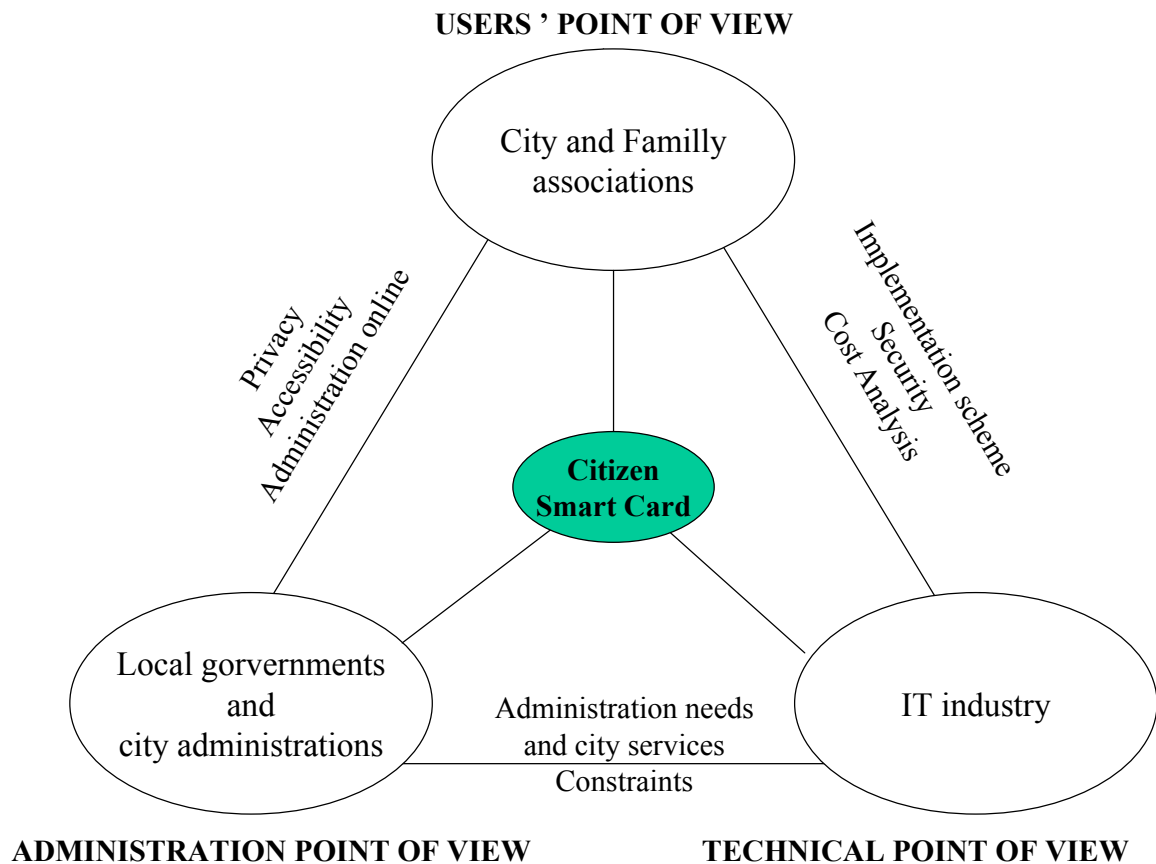 USERS ’ POINT OF VIEW
City and Familly
associations
Privacy
Accessibility
Administration online
Implementation scheme
Security
Cost Analysis
Citizen
Smart Card
Local gorvernments
and
city administrations
Administration needs
and city services
Constraints
IT industry
ADMINISTRATION POINT OF VIEW
TECHNICAL POINT OF VIEW